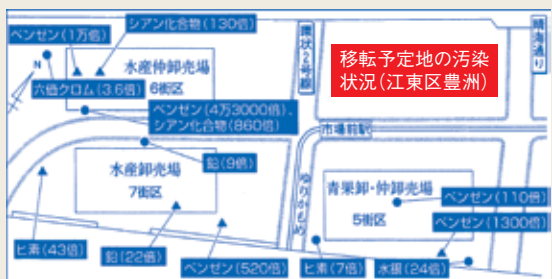 ベンゼン(1万倍)
シアン化合物(130倍)
環状2号線
移転予定地の汚染
状況(江東区豊洲)
晴海通り
N
水産仲卸売場
6街区
六価クロム(3.6倍)
ベンゼン(4万3000倍)、
シアン化合物(860倍)
市場前駅
鉛(9倍)
水産卸売場
7街区
ゆりかもめ
青果卸・仲卸売場
5街区
ベンゼン(110倍)
ベンゼン(1300倍)
ヒ素(43倍)
鉛(22倍)
ベンゼン(520倍)
ヒ素(7倍)
水銀(24倍)